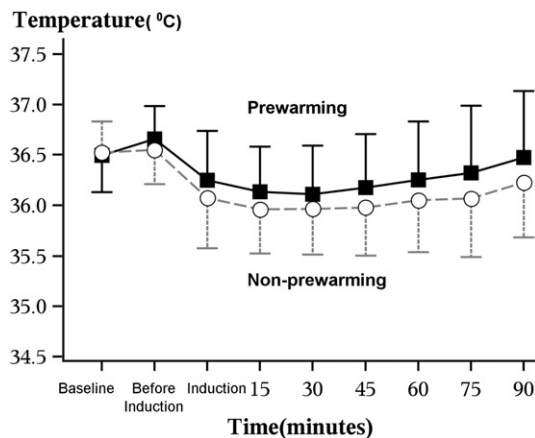 Temperature( ⁰C)
37.5
37.0
Prewarming
36.5
36.0
35.5
Non-prewarming
35.0
34.5
Baseline Before Induction 15 30 45 60 75 90
Induction
Time(minutes)